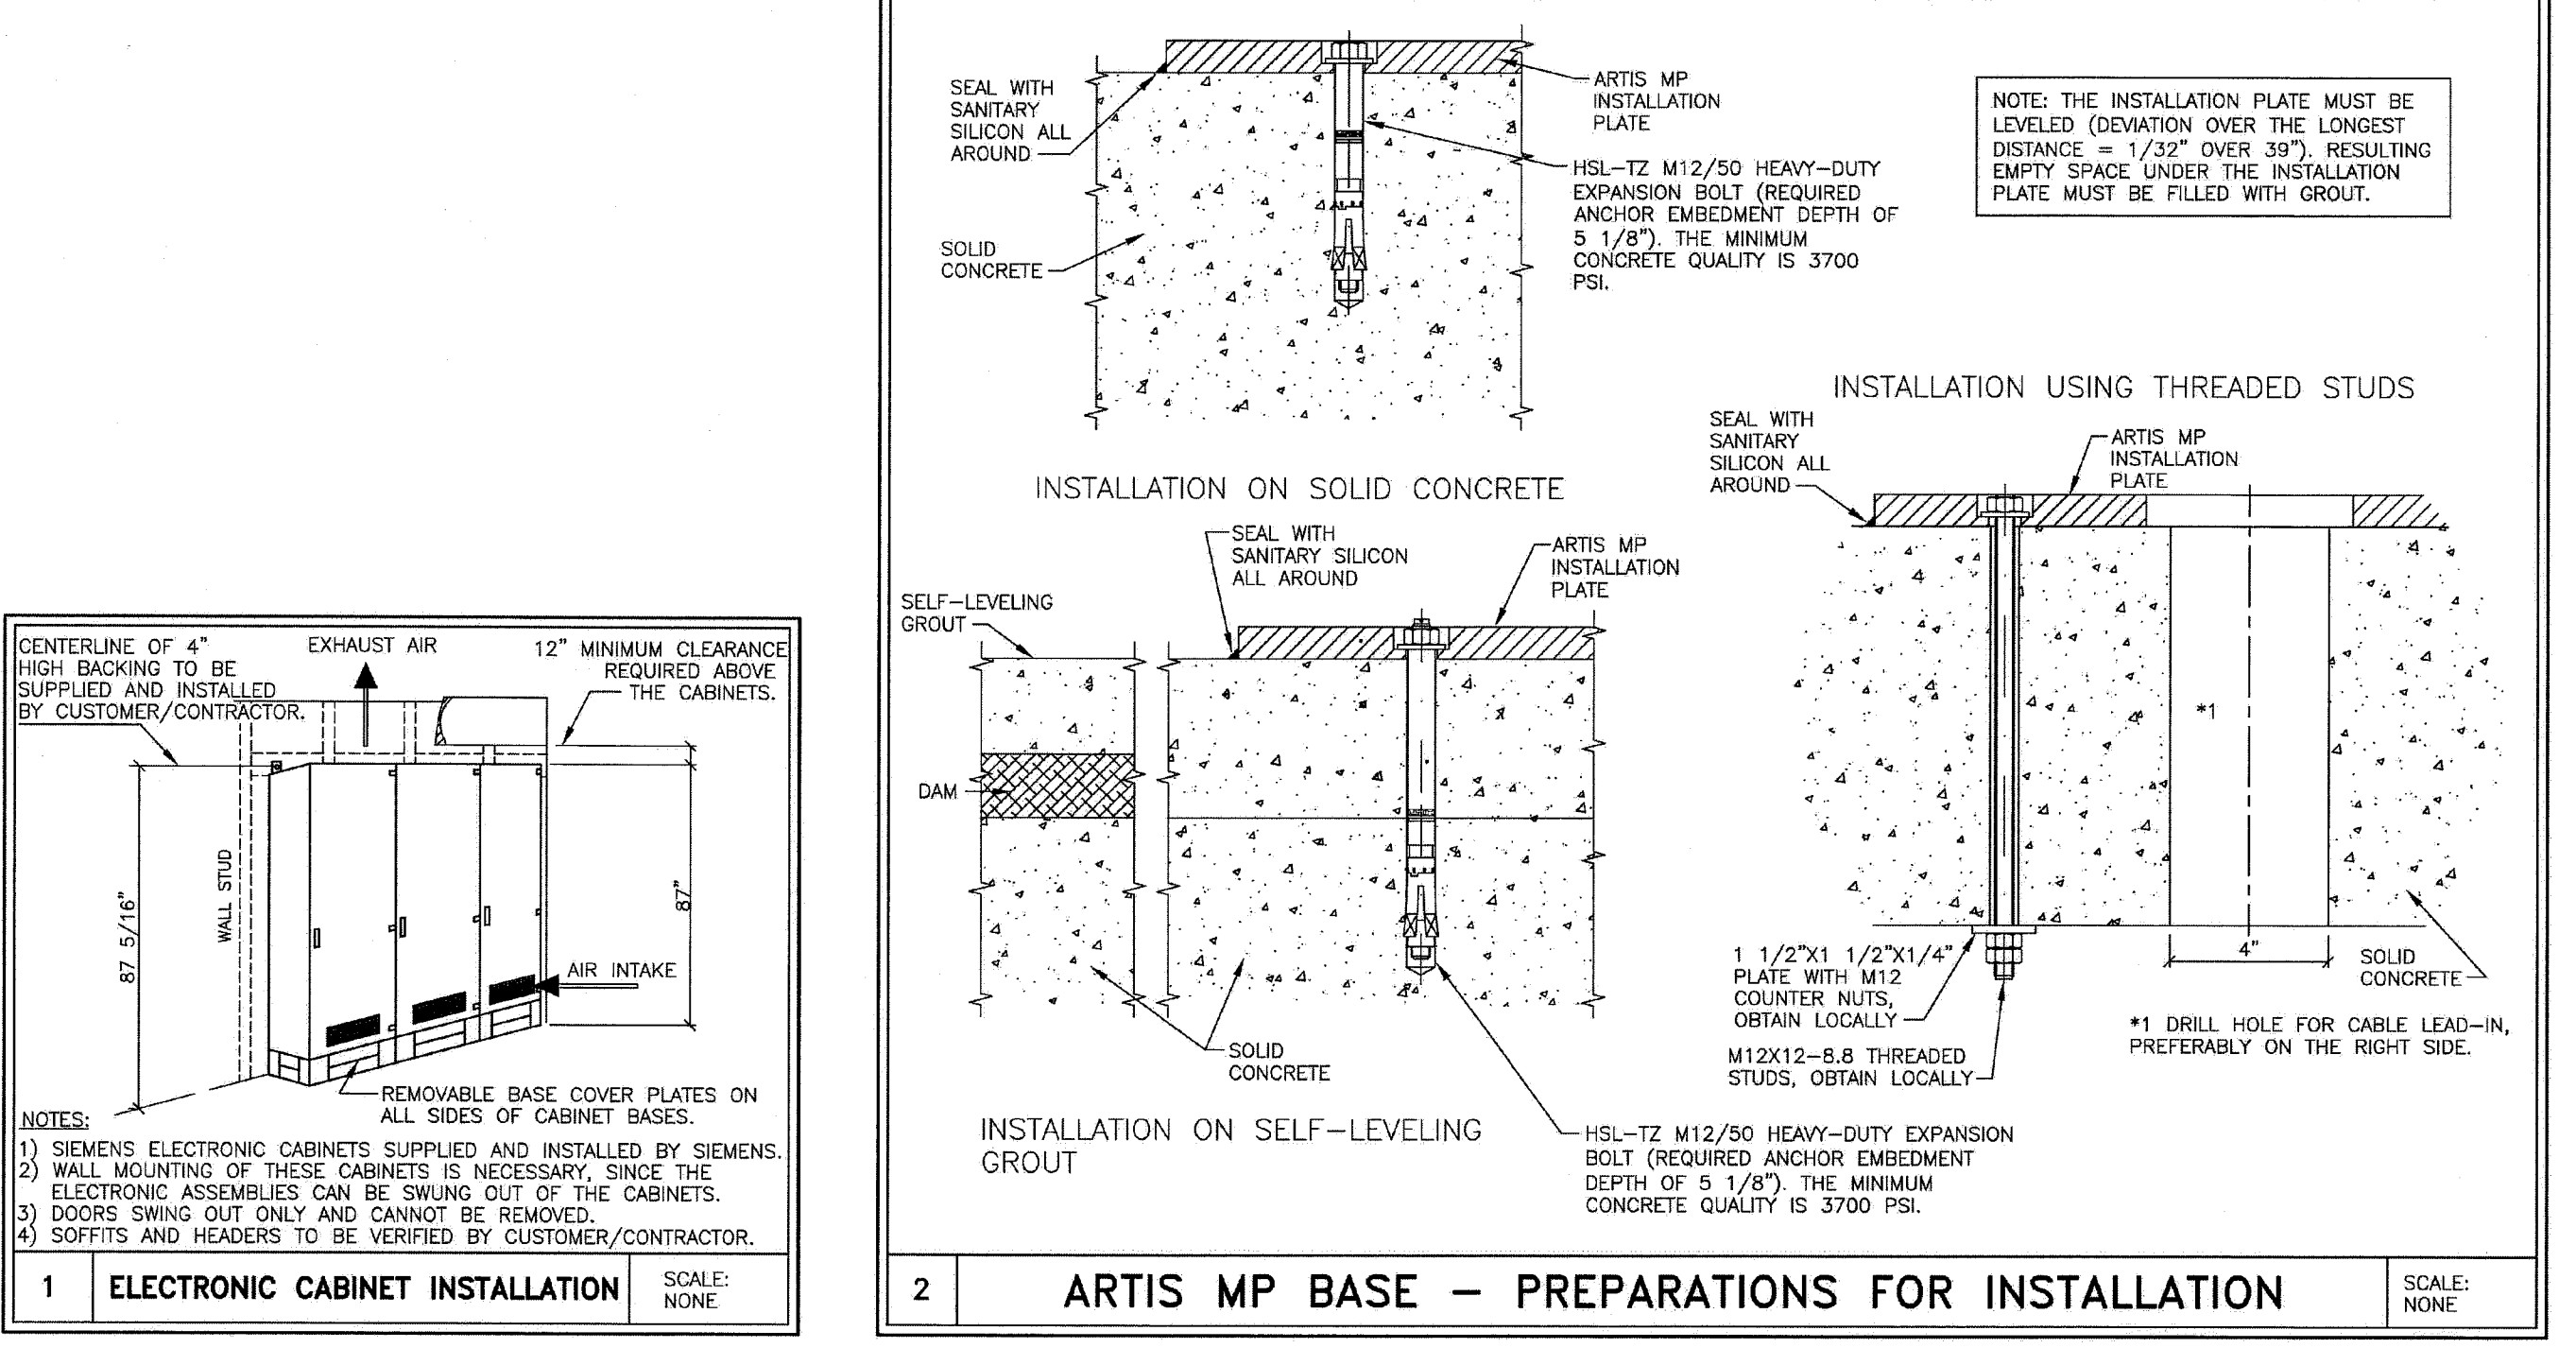 CENTERLINE OF 4"
HIGH BACKING TO BE
SUPPLIED AND INSTALLED
BY CUSTOMER/CONTRACTOR.
EXHAUST AIR
12" MINIMUM CLEARANCE
REQUIRED ABOVE
THE CABINETS.
WALL STUD
87 5/16"
87"
AIR INTAKE
REMOVABLE BASE COVER PLATES ON
ALL SIDES OF CABINET BASES.
NOTES:
1) SIEMENS ELECTRONIC CABINETS SUPPLIED AND INSTALLED BY SIEMENS.
2) WALL MOUNTING OF THESE CABINETS IS NECESSARY, SINCE THE
ELECTRONIC ASSEMBLIES CAN BE SWUNG OUT OF THE CABINETS.
3) DOORS SWING OUT ONLY AND CANNOT BE REMOVED.
4) SOFFITS AND HEADERS TO BE VERIFIED BY CUSTOMER/CONTRACTOR.
1
ELECTRONIC CABINET INSTALLATION
SCALE:
NONE
SEAL WITH
SANITARY
SILICON ALL
AROUND
SOLID
CONCRETE
ARTIS MP
INSTALLATION
PLATE
HSL-TZ M12/50 HEAVY-DUTY
EXPANSION BOLT (REQUIRED
ANCHOR EMBEDMENT DEPTH OF
5 1/8"). THE MINIMUM
CONCRETE QUALITY IS 3700
PSI.
INSTALLATION ON SOLID CONCRETE
NOTE: THE INSTALLATION PLATE MUST BE
LEVELED (DEVIATION OVER THE LONGEST
DISTANCE = 1/32" OVER 39"). RESULTING
EMPTY SPACE UNDER THE INSTALLATION
PLATE MUST BE FILLED WITH GROUT.
SELF-LEVELING
GROUT
SEAL WITH
SANITARY SILICON
ALL AROUND
ARTIS MP
INSTALLATION
PLATE
DAM
SOLID
CONCRETE
INSTALLATION ON SELF-LEVELING
GROUT
HSL-TZ M12/50 HEAVY-DUTY EXPANSION
BOLT (REQUIRED ANCHOR EMBEDMENT
DEPTH OF 5 1/8"). THE MINIMUM
CONCRETE QUALITY IS 3700 PSI.
INSTALLATION USING THREADED STUDS
SEAL WITH
SANITARY
SILICON ALL
AROUND
ARTIS MP
INSTALLATION
PLATE
*1
4"
1 1/2"X1 1/2"X1/4"
PLATE WITH M12
COUNTER NUTS,
OBTAIN LOCALLY
M12X12-8.8 THREADED
STUDS, OBTAIN LOCALLY
SOLID
CONCRETE
*1 DRILL HOLE FOR CABLE LEAD-IN,
PREFERABLY ON THE RIGHT SIDE.
2
ARTIS MP BASE - PREPARATIONS FOR INSTALLATION
SCALE:
NONE